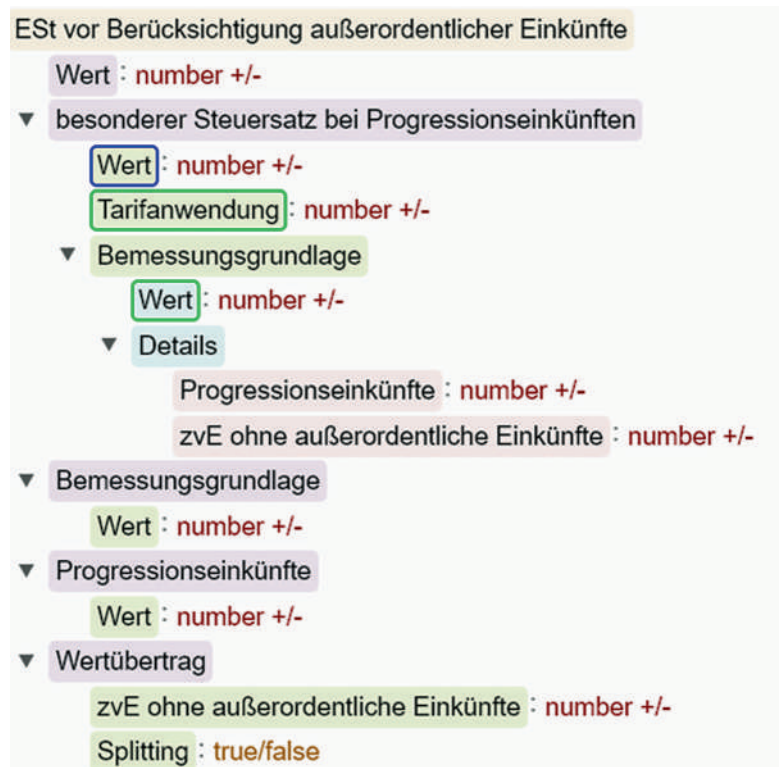 ESt vor Berücksichtigung außerordentlicher Einkünfte
Wert : number +/-
besonderer Steuersatz bei Progressionseinkünften
Wert : number +/-
Tarifanwendung : number +/-
Bemessungsgrundlage
Wert : number +/-
Details
Progressionseinkünfte : number +/-
zvE ohne außerordentliche Einkünfte : number +/-
Bemessungsgrundlage
Wert : number +/-
Progressionseinkünfte
Wert : number +/-
Wertübertrag
zvE ohne außerordentliche Einkünfte : number +/-
Splitting : true/false